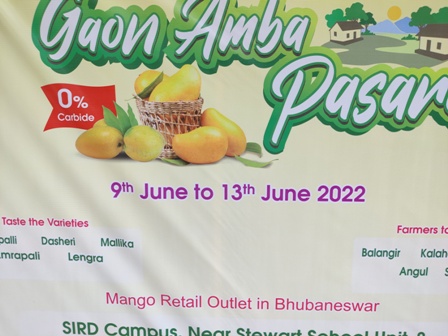 Gaon Amba
Pasar
0%
Carbide
9th June to 13th June 2022
Taste the Varieties
Dasheri Mallika
Lengra
Farmers
Balangir
Angul
Mango Retail Outlet in Bhubaneswar
SIRD Campus, Near Stewart School Unit